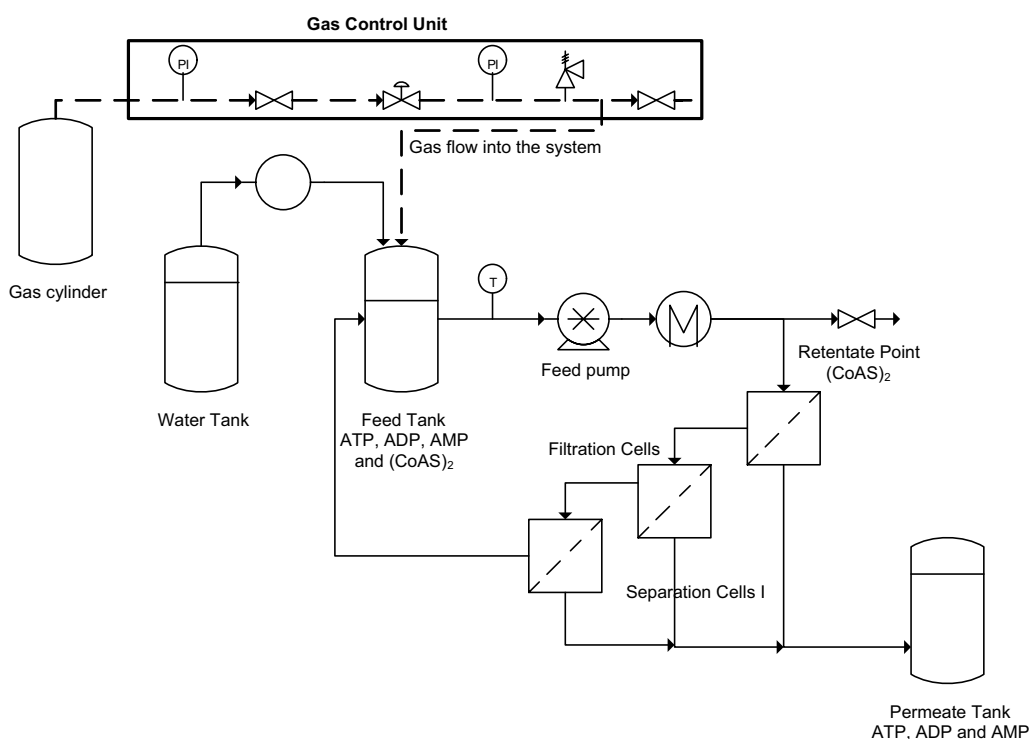 Gas Control Unit
PI
PI
Gas flow into the system
Gas cylinder
T
Feed pump
Retentate Point
(CoAS)₂
Water Tank
Feed Tank
ATP, ADP, AMP
and (CoAS)₂
Filtration Cells
Separation Cells I
Permeate Tank
ATP, ADP and AMP